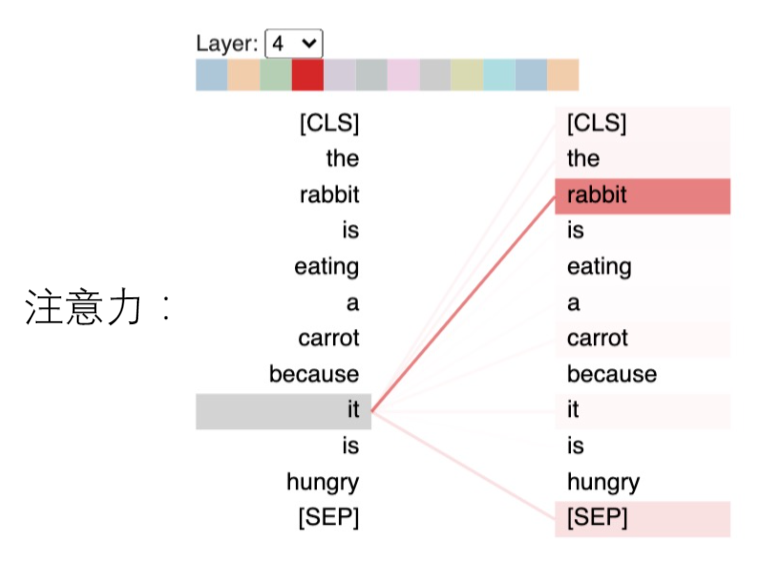 Layer: 4
[CLS] [CLS]
the the
rabbit rabbit
is is
eating eating
a a
carrot carrot
because because
it it
is is
hungry hungry
[SEP] [SEP]
注意力：